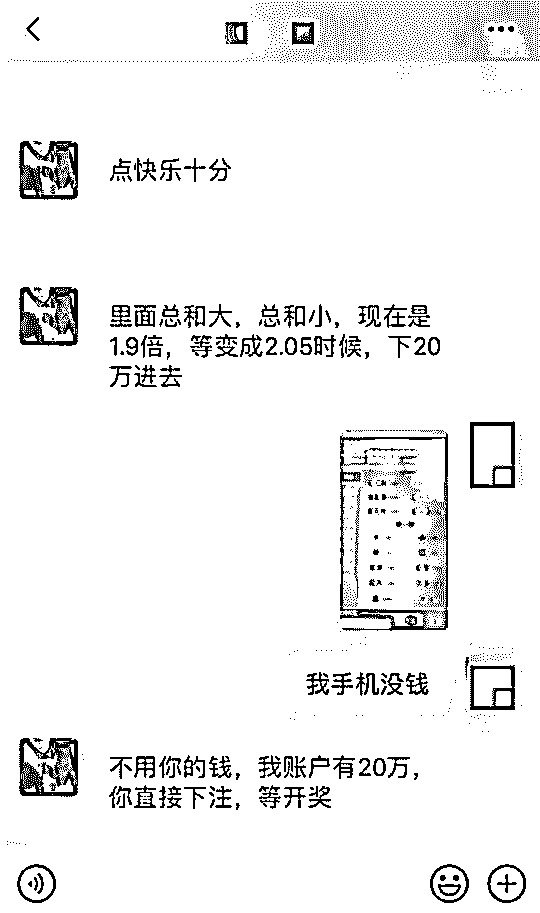 点快乐十分
里面总和大，总和小，现在是
1.9倍，等变成2.05时候，下20
万进去
我手机没钱
不用你的钱，我账户有20万，
你直接下注，等开奖